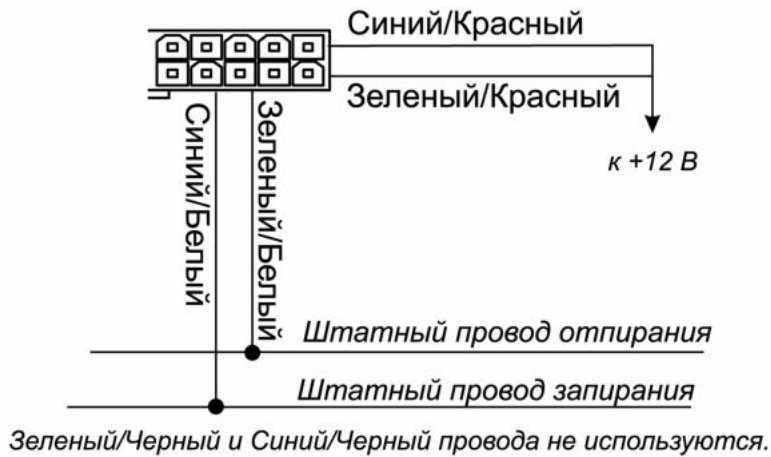 Синий/Красный
Зеленый/Красный
к +12 В
Синий/Белый
Зеленый/Белый
Штатный провод отпирания
Штатный провод запирания
Зеленый/Черный и Синий/Черный провода не используются.